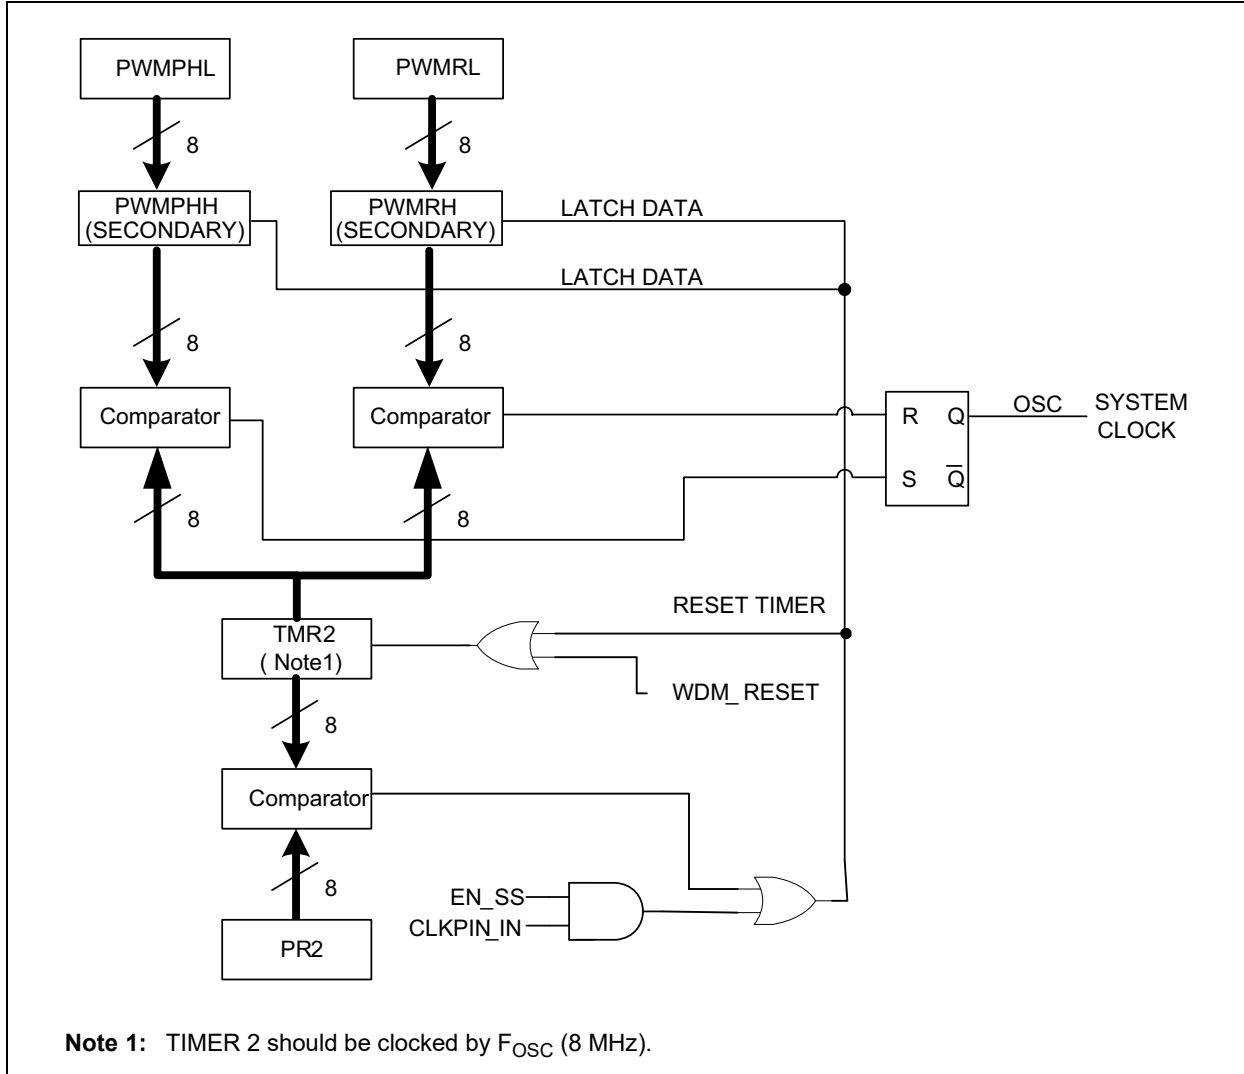 PWMPHL
PWMRL
8
8
PWMPHH
(SECONDARY)
PWMRH
(SECONDARY)
LATCH DATA
LATCH DATA
8
8
Comparator
Comparator
R Q
S Q̅
OSC
SYSTEM
CLOCK
8
8
RESET TIMER
TMR2
( Note1)
WDM_ RESET
8
Comparator
8
EN_SS
CLKPIN_IN
PR2
Note 1: TIMER 2 should be clocked by FOSC (8 MHz).